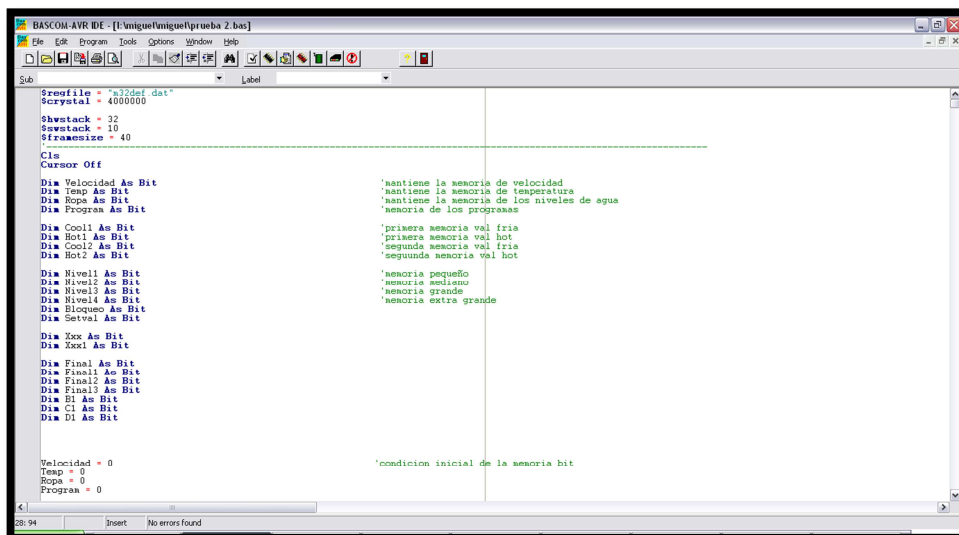 BASCOM-AVR IDE - [I:\miguel\miguel\prueba 2.bas]
File Edit Program Tools Options Window Help
Sub Label
$regfile = "m32def.dat"
$crystal = 4000000
$hwstack = 32
$swstack = 10
$framesize = 40
'
Cls
Cursor Off
Dim Velocidad As Bit 'mantiene la memoria de velocidad
Dim Temp As Bit 'mantiene la memoria de temperatura
Dim Ropa As Bit 'mantiene la memoria de los niveles de agua
Dim Program As Bit 'memoria de los programas
Dim Cool1 As Bit 'primera memoria val fria
Dim Hot1 As Bit 'primera memoria val hot
Dim Cool2 As Bit 'segunda memoria val fria
Dim Hot2 As Bit 'seguunda memoria val hot
Dim Nivel1 As Bit 'memoria pequeño
Dim Nivel2 As Bit 'memoria mediano
Dim Nivel3 As Bit 'memoria grande
Dim Nivel4 As Bit 'memoria extra grande
Dim Bloqueo As Bit
Dim Setval As Bit
Dim Xxx As Bit
Dim Xxx1 As Bit
Dim Final As Bit
Dim Final1 As Bit
Dim Final2 As Bit
Dim Final3 As Bit
Dim B1 As Bit
Dim C1 As Bit
Dim D1 As Bit
Velocidad = 0 'condicion inicial de la memoria bit
Temp = 0
Ropa = 0
Program = 0
28: 94 Insert No errors found